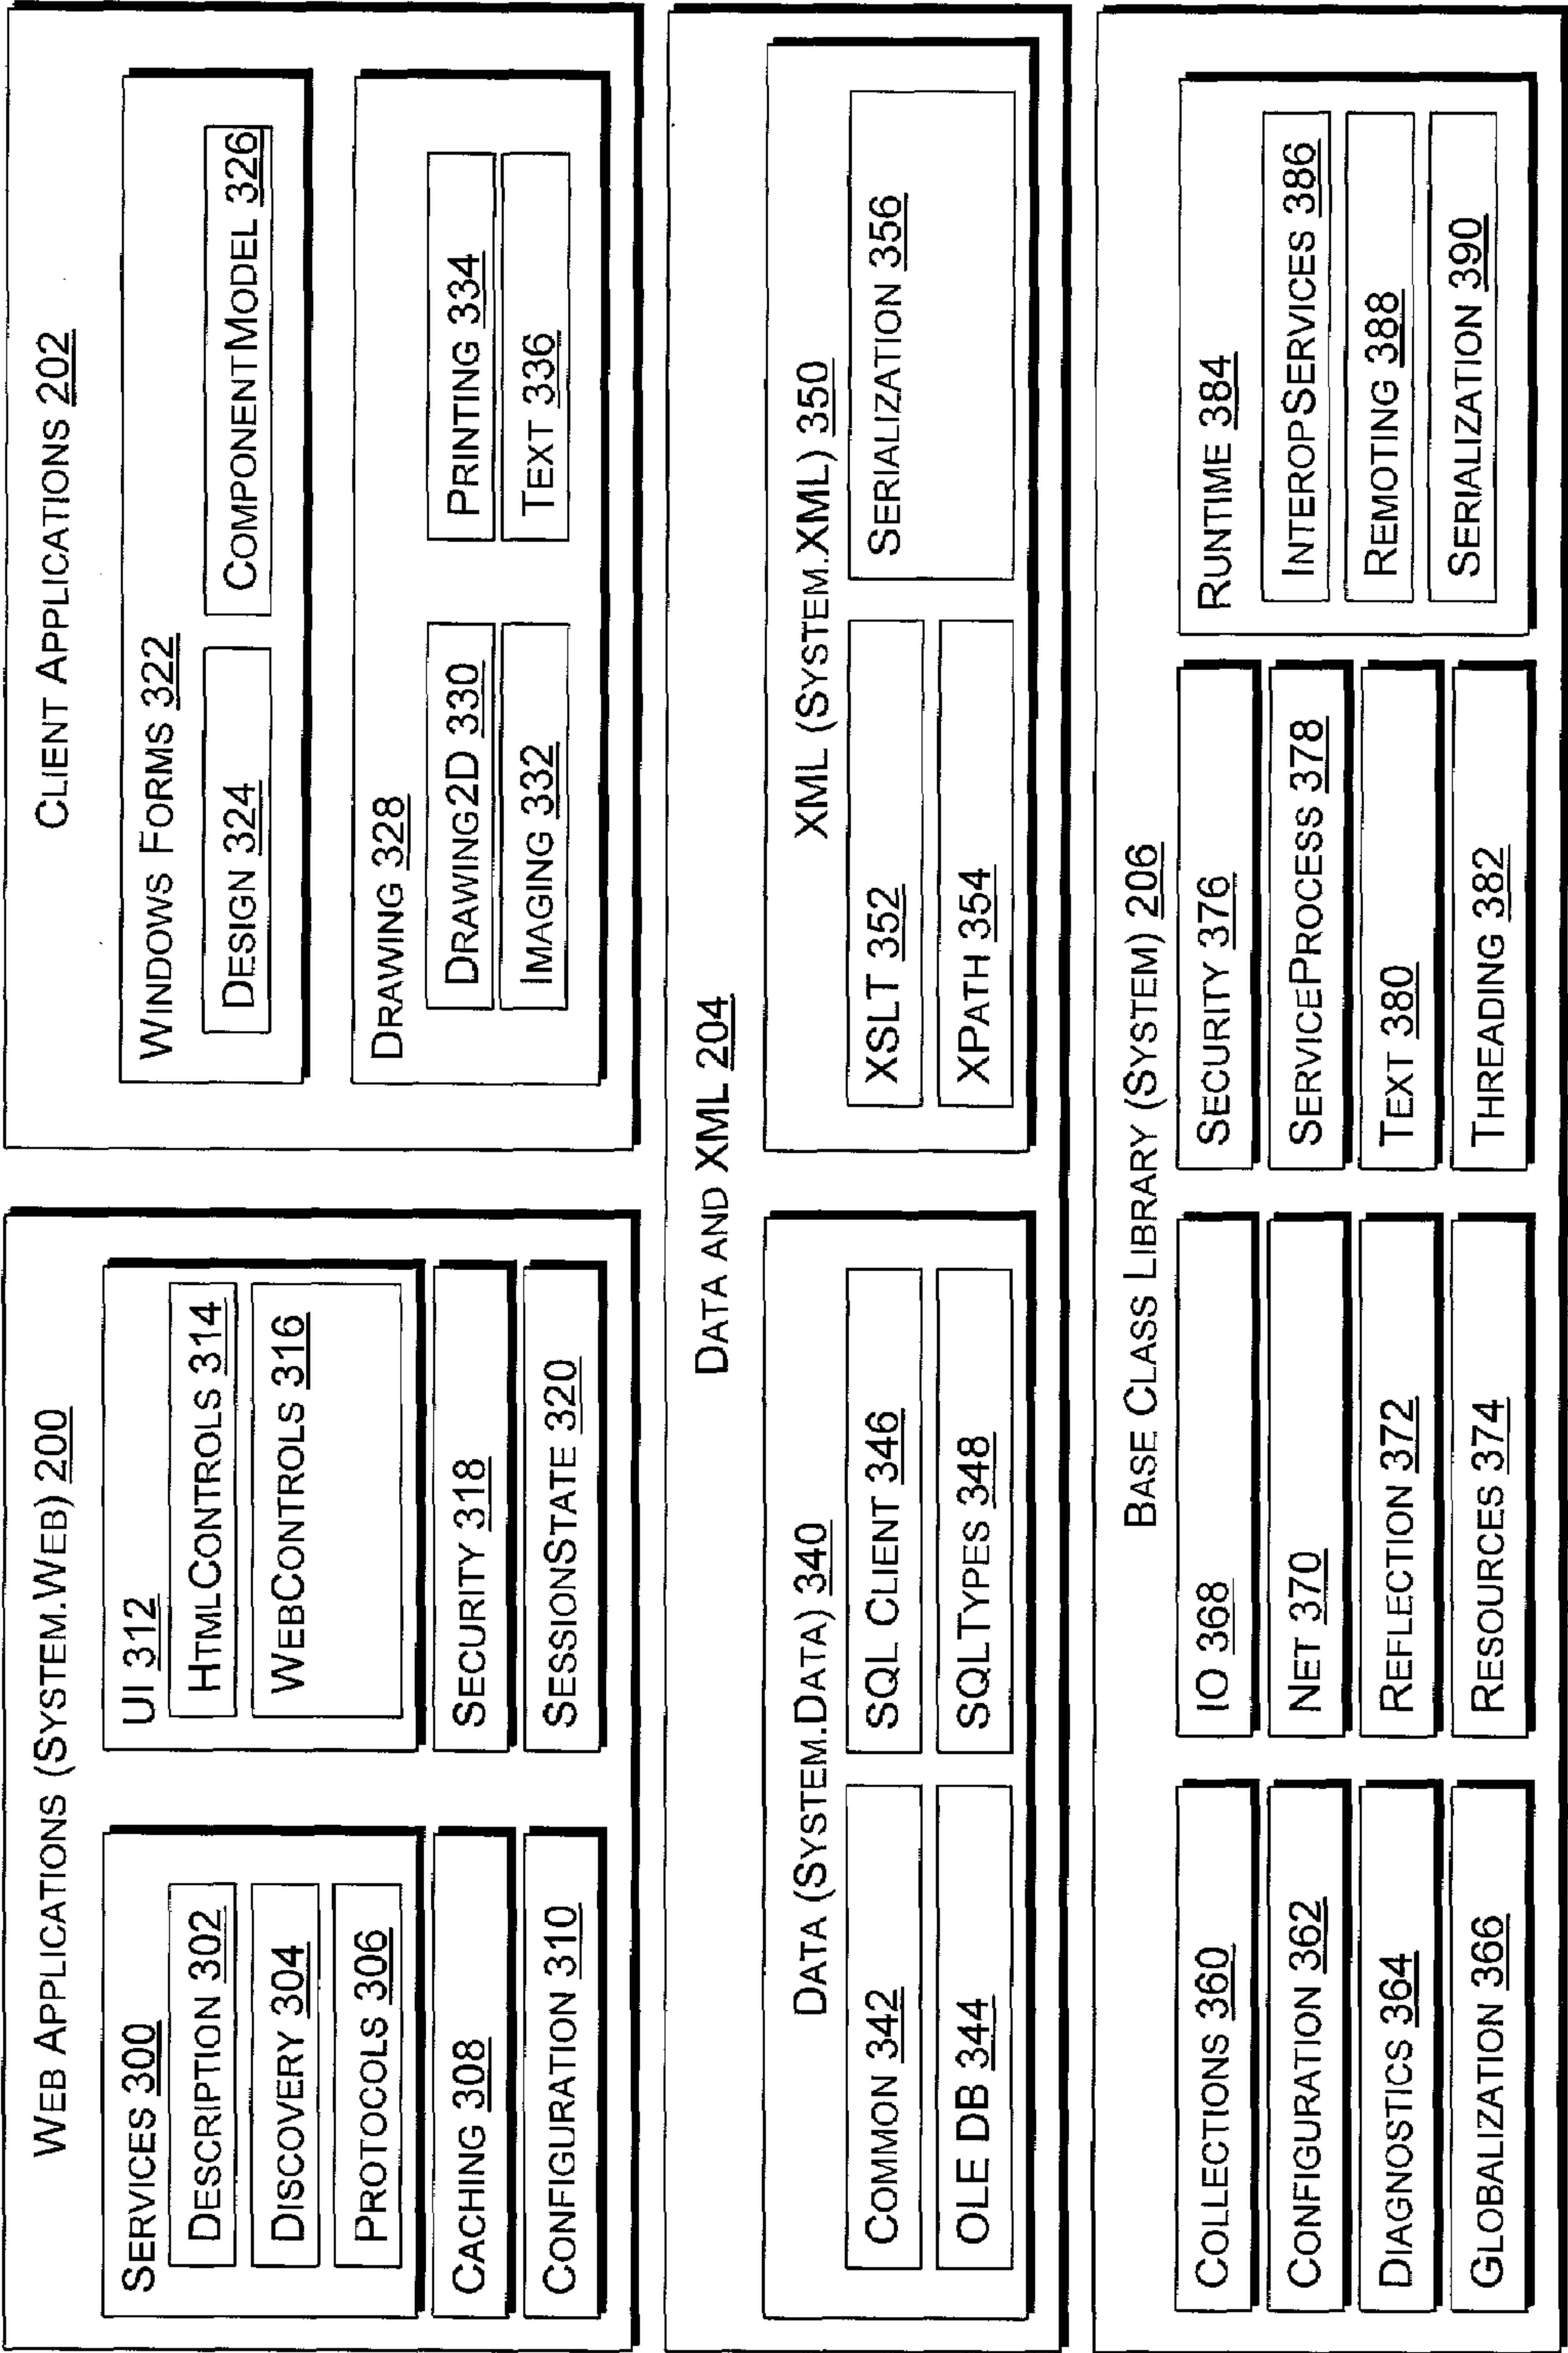 WEB APPLICATIONS (SYSTEM.WEB) 200
SERVICES 300
DESCRIPTION 302
DISCOVERY 304
PROTOCOLS 306
CACHING 308
CONFIGURATION 310
UI 312
HTMLCONTROLS 314
WEBCONTROLS 316
SECURITY 318
SESSIONSTATE 320
CLIENT APPLICATIONS 202
WINDOWS FORMS 322
DESIGN 324
COMPONENTMODEL 326
DRAWING 328
DRAWING2D 330
IMAGING 332
PRINTING 334
TEXT 336
DATA AND XML 204
DATA (SYSTEM.DATA) 340
COMMON 342
OLE DB 344
SQL CLIENT 346
SQLTYPES 348
XML (SYSTEM.XML) 350
XSLT 352
XPATH 354
SERIALIZATION 356
BASE CLASS LIBRARY (SYSTEM) 206
COLLECTIONS 360
CONFIGURATION 362
DIAGNOSTICS 364
GLOBALIZATION 366
IO 368
NET 370
REFLECTION 372
RESOURCES 374
SECURITY 376
SERVICEPROCESS 378
TEXT 380
THREADING 382
RUNTIME 384
INTEROPSERVICES 386
REMOTING 388
SERIALIZATION 390